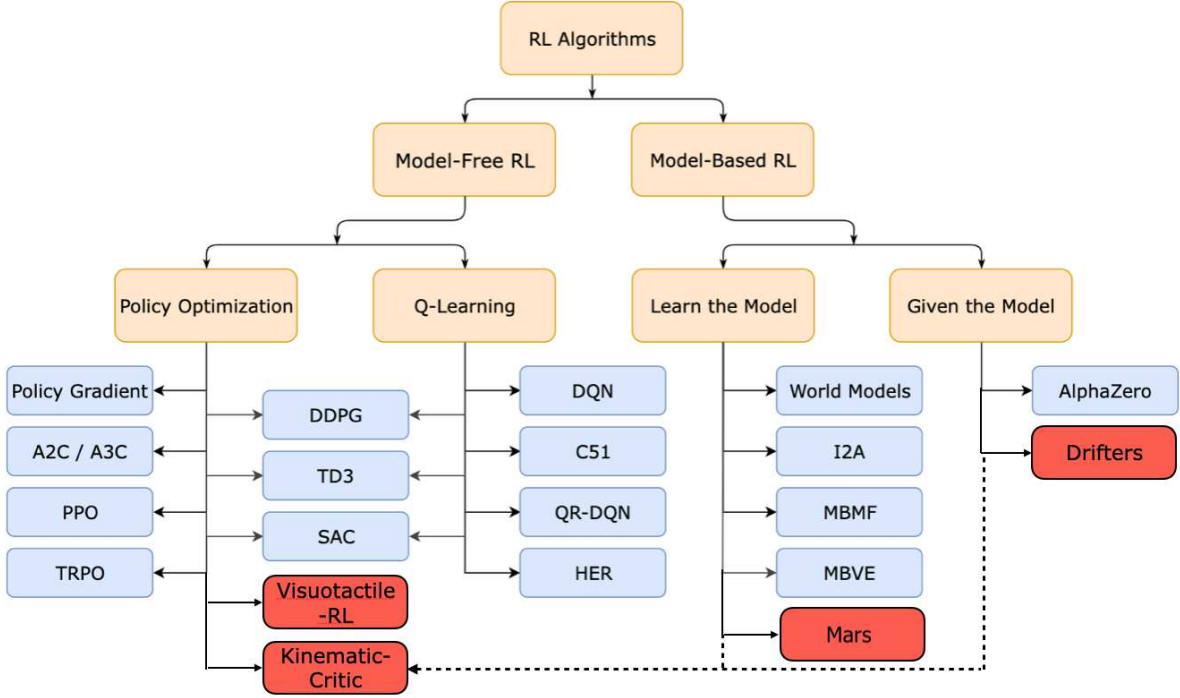 RL Algorithms
Model-Free RL
Model-Based RL
Policy Optimization
Q-Learning
Learn the Model
Given the Model
Policy Gradient
A2C / A3C
PPO
TRPO
DDPG
TD3
SAC
Visuotactile
-RL
Kinematic-
Critic
DQN
C51
QR-DQN
HER
World Models
I2A
MBMF
MBVE
Mars
AlphaZero
Drifters